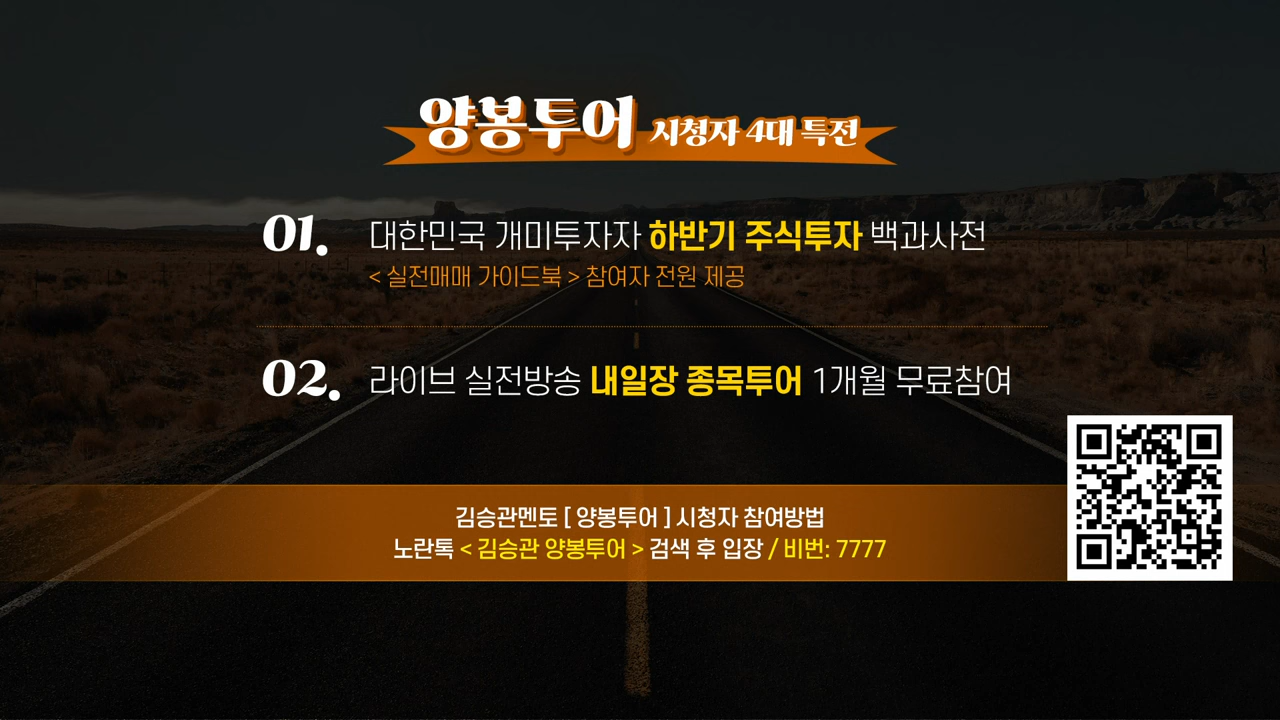 양봉투어 시청자 4대 특전
01. 대한민국 개미투자자 하반기 주식투자 백과사전
< 실전매매 가이드북 > 참여자 전원 제공
02. 라이브 실전방송 내일장 종목투어 1개월 무료참여
김승관멘토 [ 양봉투어 ] 시청자 참여방법
노란톡 < 김승관 양봉투어 > 검색 후 입장 / 비번: 7777